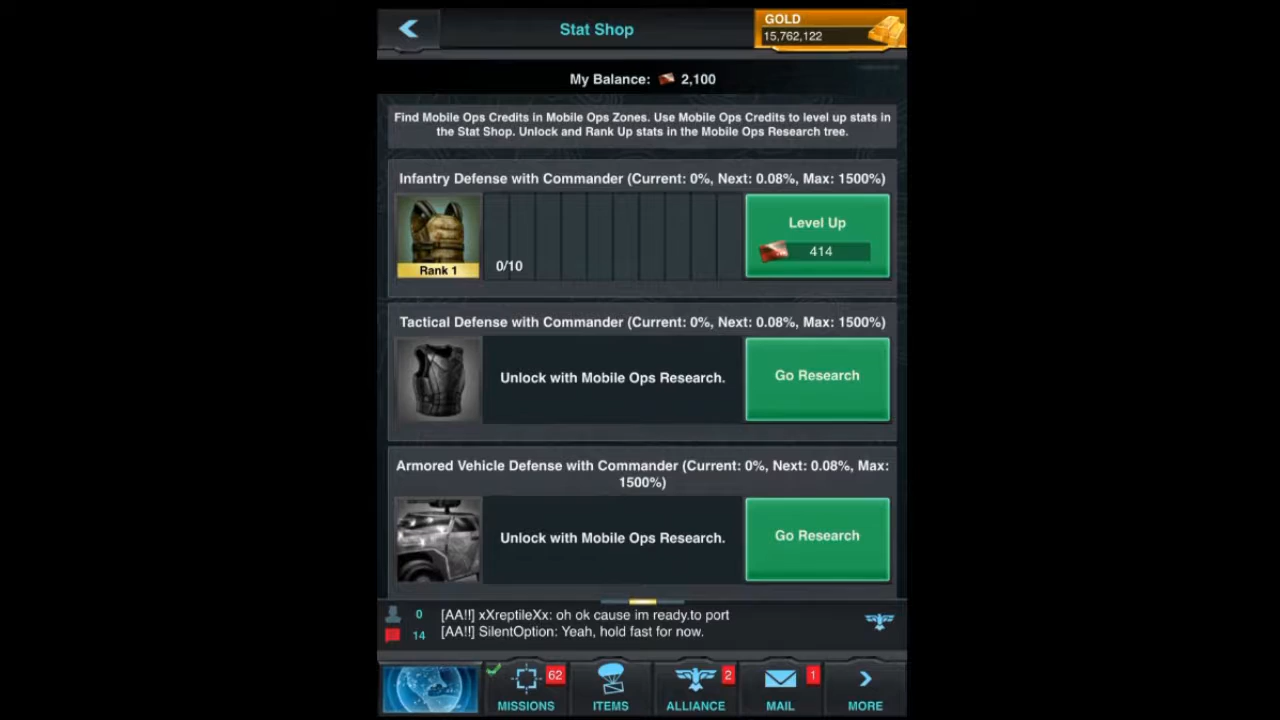 Stat Shop
GOLD
15,762,122
My Balance: 2,100
Find Mobile Ops Credits in Mobile Ops Zones. Use Mobile Ops Credits to level up stats in
the Stat Shop. Unlock and Rank Up stats in the Mobile Ops Research tree.
Infantry Defense with Commander (Current: 0%, Next: 0.08%, Max: 1500%)
Rank 1
0/10
Level Up
414
Tactical Defense with Commander (Current: 0%, Next: 0.08%, Max: 1500%)
Unlock with Mobile Ops Research.
Go Research
Armored Vehicle Defense with Commander (Current: 0%, Next: 0.08%, Max:
1500%)
Unlock with Mobile Ops Research.
Go Research
0
[AA!!] xXreptileXx: oh ok cause im ready.to port
14
[AA!!] SilentOption: Yeah, hold fast for now.
62
2
1
MISSIONS
ITEMS
ALLIANCE
MAIL
MORE